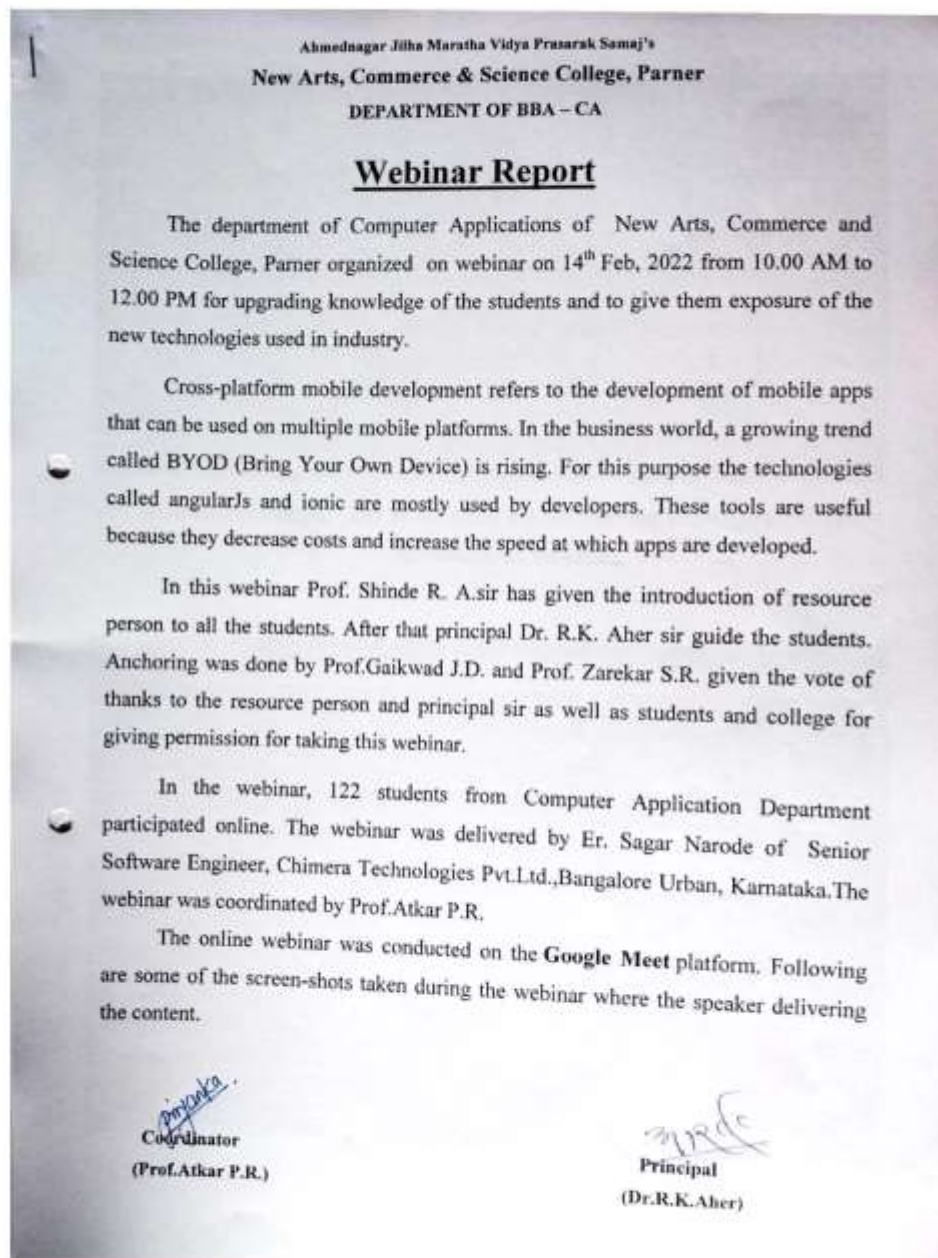 Ahmednagar Jilha Maratha Vidya Prasarak Samaj's
New Arts, Commerce & Science College, Parner
DEPARTMENT OF BBA – CA
Webinar Report
The department of Computer Applications of New Arts, Commerce and
Science College, Parner organized on webinar on 14th Feb, 2022 from 10.00 AM to
12.00 PM for upgrading knowledge of the students and to give them exposure of the
new technologies used in industry.
Cross-platform mobile development refers to the development of mobile apps
that can be used on multiple mobile platforms. In the business world, a growing trend
called BYOD (Bring Your Own Device) is rising. For this purpose the technologies
called angularJs and ionic are mostly used by developers. These tools are useful
because they decrease costs and increase the speed at which apps are developed.
In this webinar Prof. Shinde R. A.sir has given the introduction of resource
person to all the students. After that principal Dr. R.K. Aher sir guide the students.
Anchoring was done by Prof.Gaikwad J.D. and Prof. Zarekar S.R. given the vote of
thanks to the resource person and principal sir as well as students and college for
giving permission for taking this webinar.
In the webinar, 122 students from Computer Application Department
participated online. The webinar was delivered by Er. Sagar Narode of Senior
Software Engineer, Chimera Technologies Pvt.Ltd.,Bangalore Urban, Karnataka.The
webinar was coordinated by Prof.Atkar P.R.
The online webinar was conducted on the Google Meet platform. Following
are some of the screen-shots taken during the webinar where the speaker delivering
the content.
Priyanka
Coordinator
(Prof.Atkar P.R.)
Principal
(Dr.R.K.Aher)